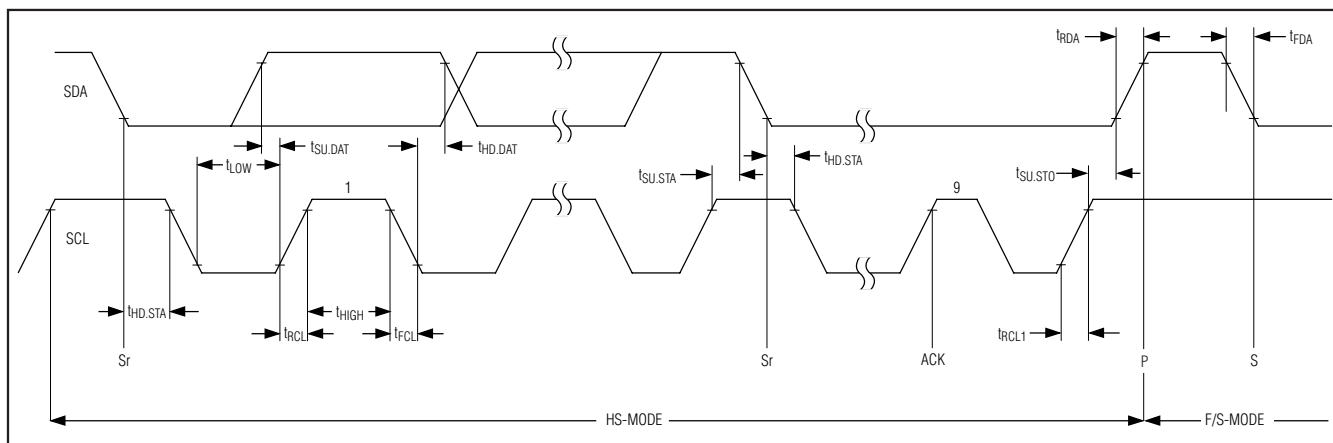 tRDA
tFDA
SDA
tSU.DAT
tHD.DAT
tLOW
tHD.STA
tSU.STA
tSU.STO
1
9
SCL
tHD.STA
tHIGH
tRCL
tFCL
tRCL1
Sr
Sr
ACK
P
S
HS-MODE
F/S-MODE